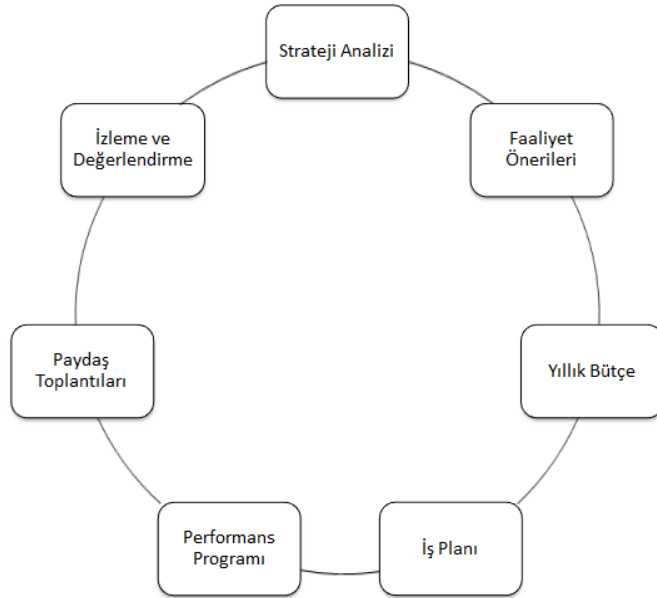 Strateji Analizi
Faaliyet
Önerileri
Yıllık Bütçe
İş Planı
Performans
Programı
Paydaş
Toplantıları
İzleme ve
Değerlendirme